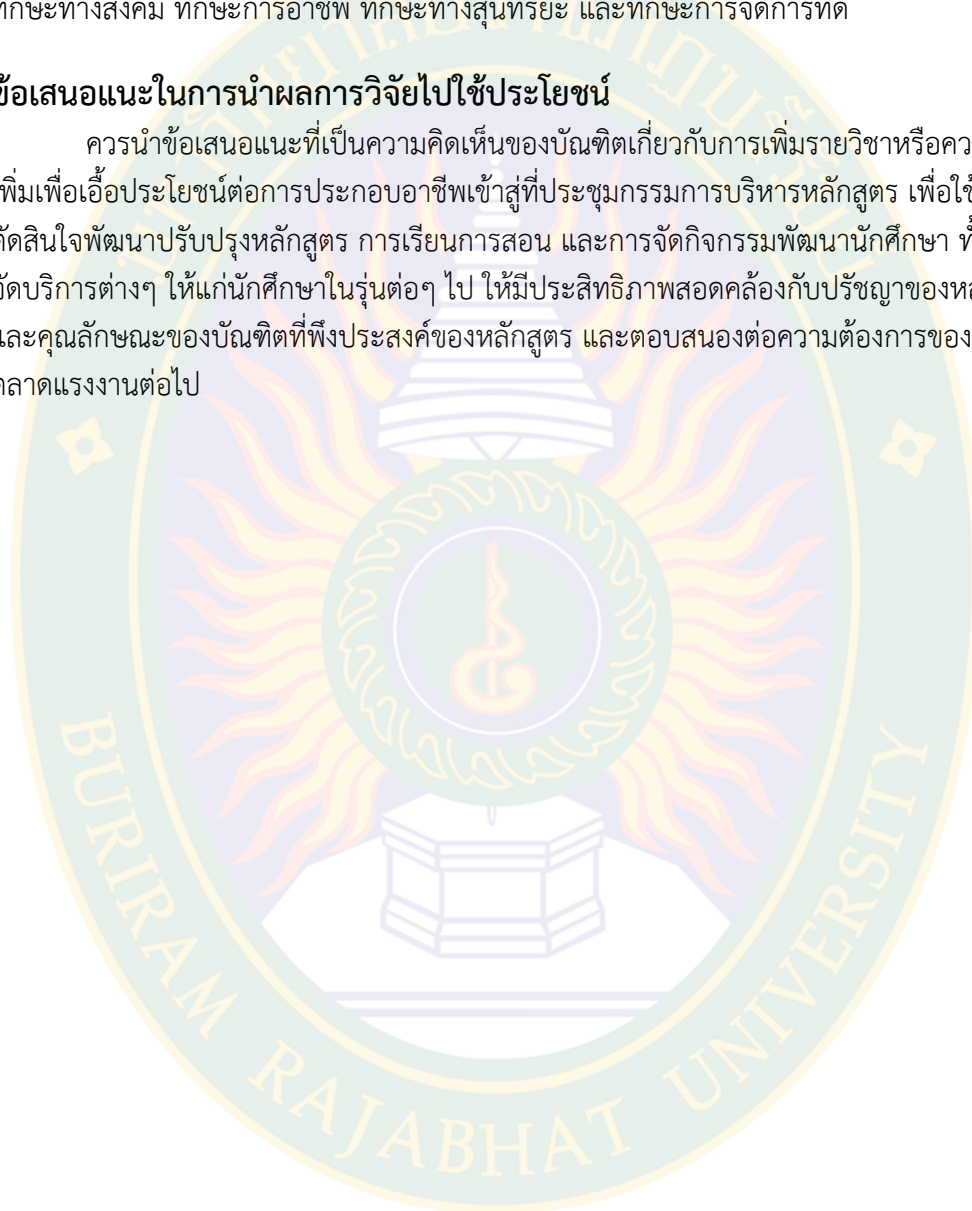 ทักษะทางสังคม ทักษะการอาชีพ ทักษะทางสุนทรียะ และทักษะการจัดการที่ดี
ข้อเสนอแนะในการนำผลการวิจัยไปใช้ประโยชน์
ควรนำข้อเสนอแนะที่เป็นความคิดเห็นของบัณฑิตเกี่ยวกับการเพิ่มรายวิชาหรือคว
เพิ่มเพื่อเอื้อประโยชน์ต่อการประกอบอาชีพเข้าสู่ที่ประชุมกรรมการบริหารหลักสูตร เพื่อใช้
ตัดสินใจพัฒนาปรับปรุงหลักสูตร การเรียนการสอน และการจัดกิจกรรมพัฒนานักศึกษา ทั้
จัดบริการต่างๆ ให้แก่นักศึกษาในรุ่นต่อๆ ไป ให้มีประสิทธิภาพสอดคล้องกับปรัชญาของหล
และคุณลักษณะของบัณฑิตที่พึงประสงค์ของหลักสูตร และตอบสนองต่อความต้องการของ
ตลาดแรงงานต่อไป
BURIRAM RAJABHAT UNIVERSITY